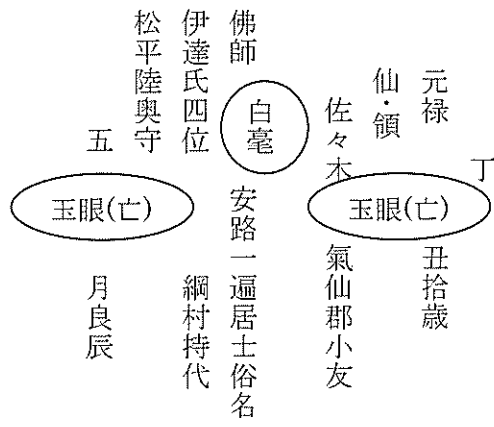 丁
元禄
玉眼(亡)
丑拾歳
仙・領
佐々木
氣仙郡小友
白毫
佛師
安路一遍居士俗名
伊達氏四位
綱村持代
松平陸奥守
五
玉眼(亡)
月良辰